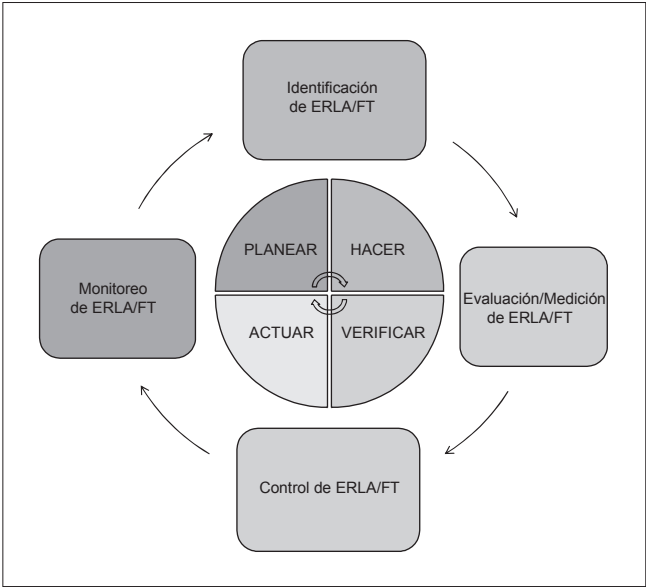 Identificación
de ERLA/FT
PLANEAR
HACER
Monitoreo
de ERLA/FT
Evaluación/Medición
de ERLA/FT
ACTUAR
VERIFICAR
Control de ERLA/FT